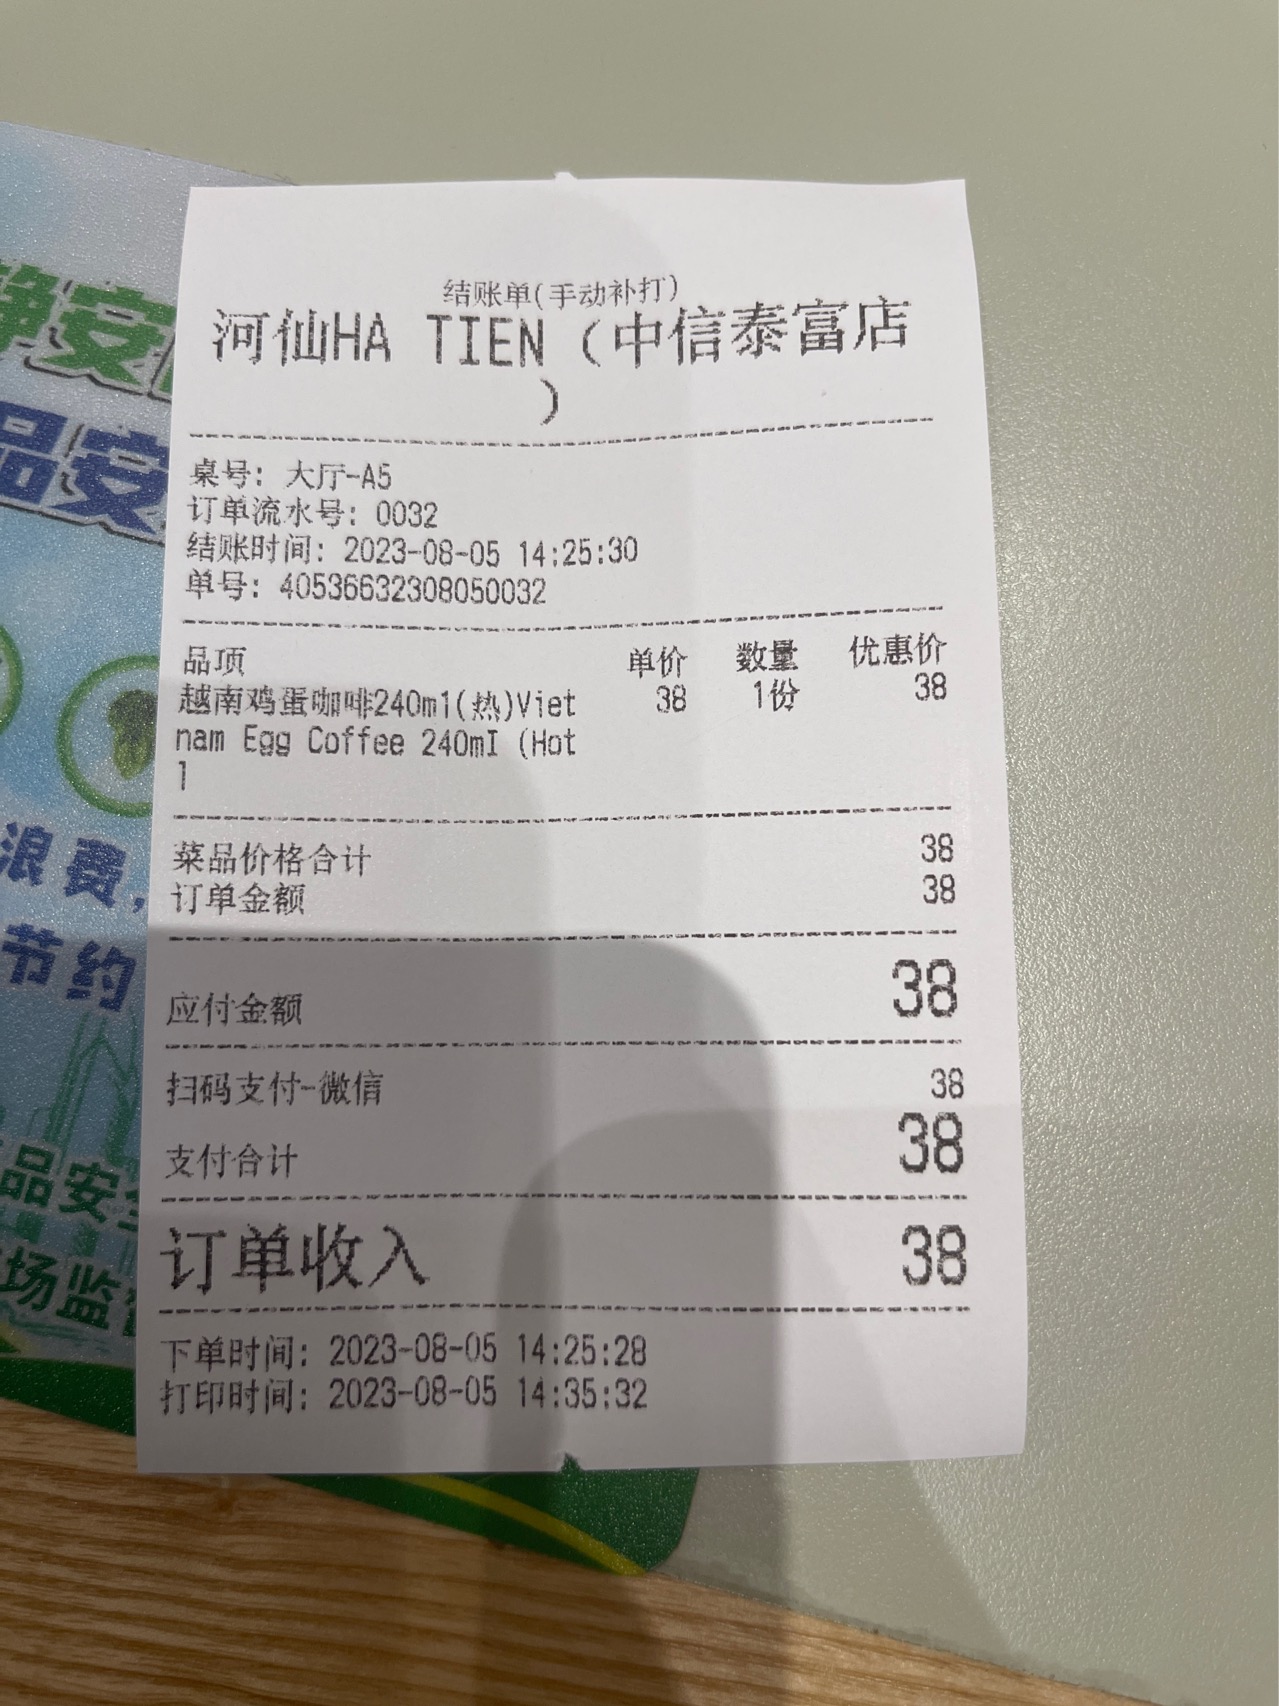 结账单(手动补打)
河仙HA TIEN (中信泰富店
)
桌号: 大厅-A5
订单流水号: 0032
结账时间: 2023-08-05 14:25:30
单号: 40536632308050032
品项 单价 数量 优惠价
越南鸡蛋咖啡240ml(热)Viet 38 1份 38
nam Egg Coffee 240mI (Hot
1
菜品价格合计 38
订单金额 38
应付金额 38
扫码支付-微信 38
支付合计 38
订单收入 38
下单时间: 2023-08-05 14:25:28
打印时间: 2023-08-05 14:35:32
静安
品安
浪费,
节约
品安全
场监管